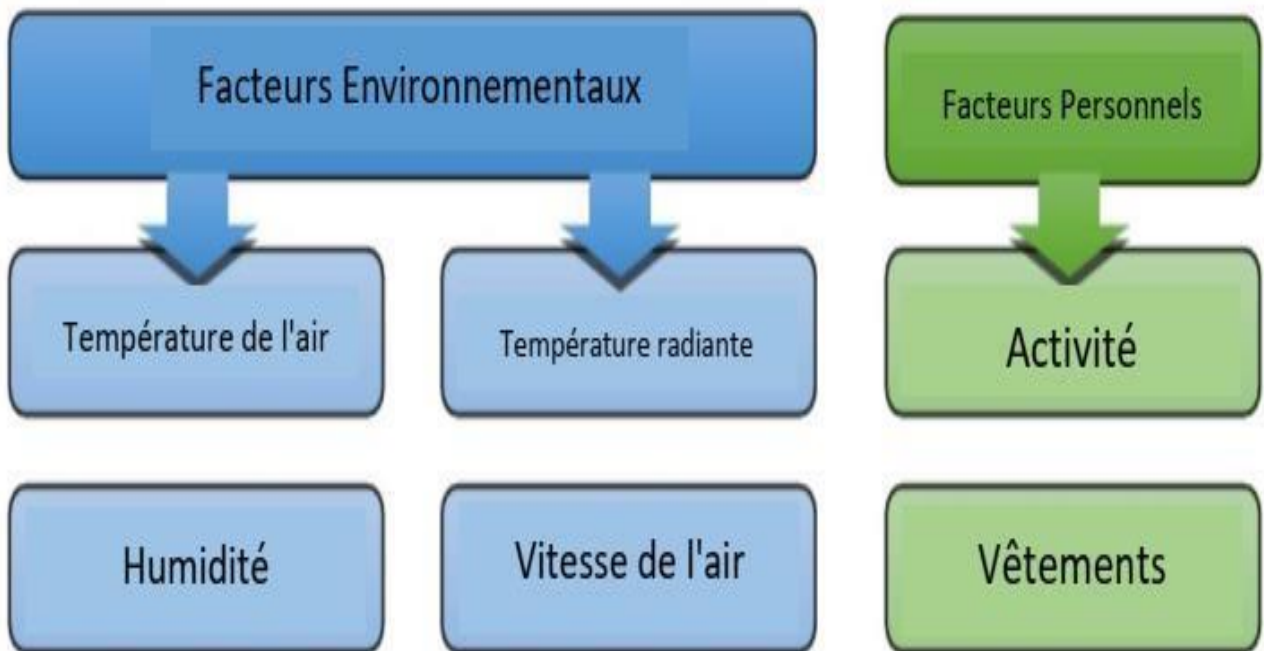 Facteurs Environnementaux
Facteurs Personnels
Température de l'air
Température radiante
Activité
Humidité
Vitesse de l'air
Vêtements